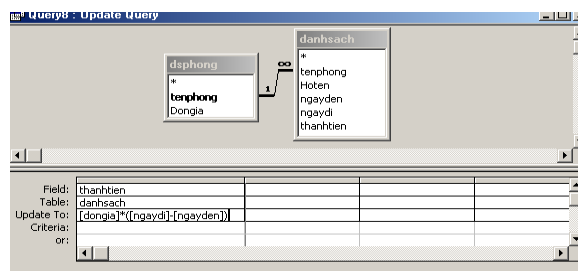 Query8 : Update Query
dsphong
*
tenphong
Dongia
1
∞
danhsach
*
tenphong
Hoten
ngayden
ngaydi
thanhtien
Field: thanhtien
Table: danhsach
Update To: [dongia]*([ngaydi]-[ngayden])
Criteria:
or: